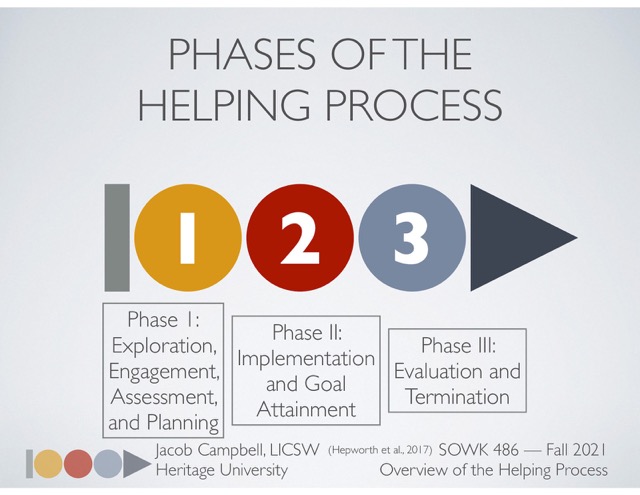 PHASES OF THE
HELPING PROCESS
1 2 3
Phase I:
Exploration,
Engagement,
Assessment,
and Planning
Phase II:
Implementation
and Goal
Attainment
Phase III:
Evaluation and
Termination
Jacob Campbell, LICSW (Hepworth et al., 2017) SOWK 486 — Fall 2021
Heritage University Overview of the Helping Process